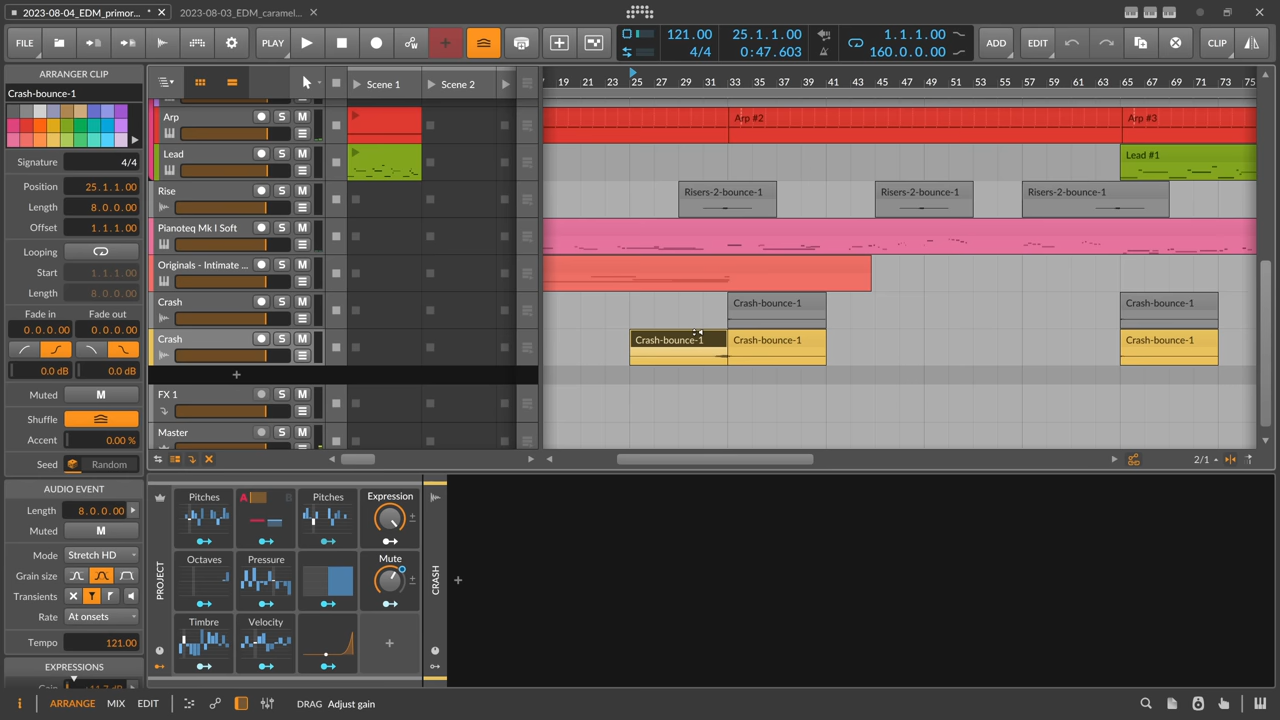 2023-08-04_EDM_primor... *
2023-08-03_EDM_caramel...
FILE
PLAY
121.00
4/4
25.1.1.00
0:47.603
1.1.1.00
160.0.0.00
ADD
EDIT
CLIP
ARRANGER CLIP
Crash-bounce-1
Signature 4/4
Position 25.1.1.00
Length 8.0.0.00
Offset 1.1.1.00
Looping
Start 1.1.1.00
Length 8.0.0.00
Fade in Fade out
0.0.0.00 0.0.0.00
0.0 dB 0.0 dB
Muted M
Shuffle
Accent 0.00 %
Seed Random
AUDIO EVENT
Length 8.0.0.00
Muted M
Mode Stretch HD
Grain size
Transients
Rate At onsets
Tempo 121.00
EXPRESSIONS
Scene 1 Scene 2
19 21 23 25 27 29 31 33 35 37 39 41 43 45 47 49 51 53 55 57 59 61 63 65 67 69 71 73 75
Arp S M Arp #2 Arp #3
Lead S M Lead #1
Rise S M Risers-2-bounce-1 Risers-2-bounce-1 Risers-2-bounce-1
Pianoteq Mk I Soft S M
Originals - Intimate ... S M
Crash S M Crash-bounce-1 Crash-bounce-1
Crash S M Crash-bounce-1 Crash-bounce-1 Crash-bounce-1
+
FX 1 S M
Master S M
2/1
PROJECT
Pitches A B Pitches Expression
Octaves Pressure Mute
Timbre Velocity
+
CRASH
+
i ARRANGE MIX EDIT DRAG Adjust gain